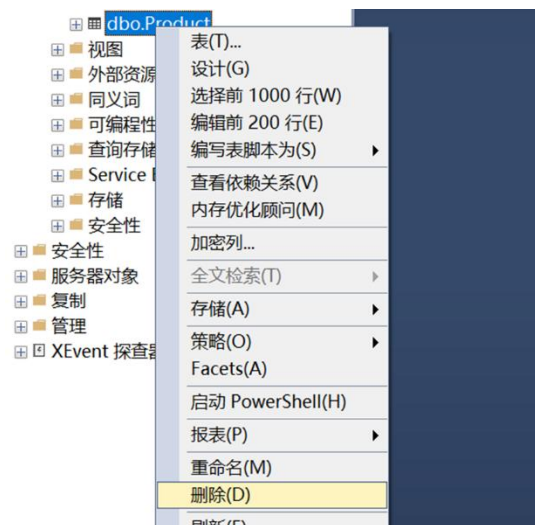 dbo.Product
视图
外部资源
同义词
可编程性
查询存储
Service
存储
安全性
安全性
服务器对象
复制
管理
XEvent 探查器
表(T)...
设计(G)
选择前 1000 行(W)
编辑前 200 行(E)
编写表脚本为(S)
查看依赖关系(V)
内存优化顾问(M)
加密列...
全文检索(T)
存储(A)
策略(O)
Facets(A)
启动 PowerShell(H)
报表(P)
重命名(M)
删除(D)
刷新(F)